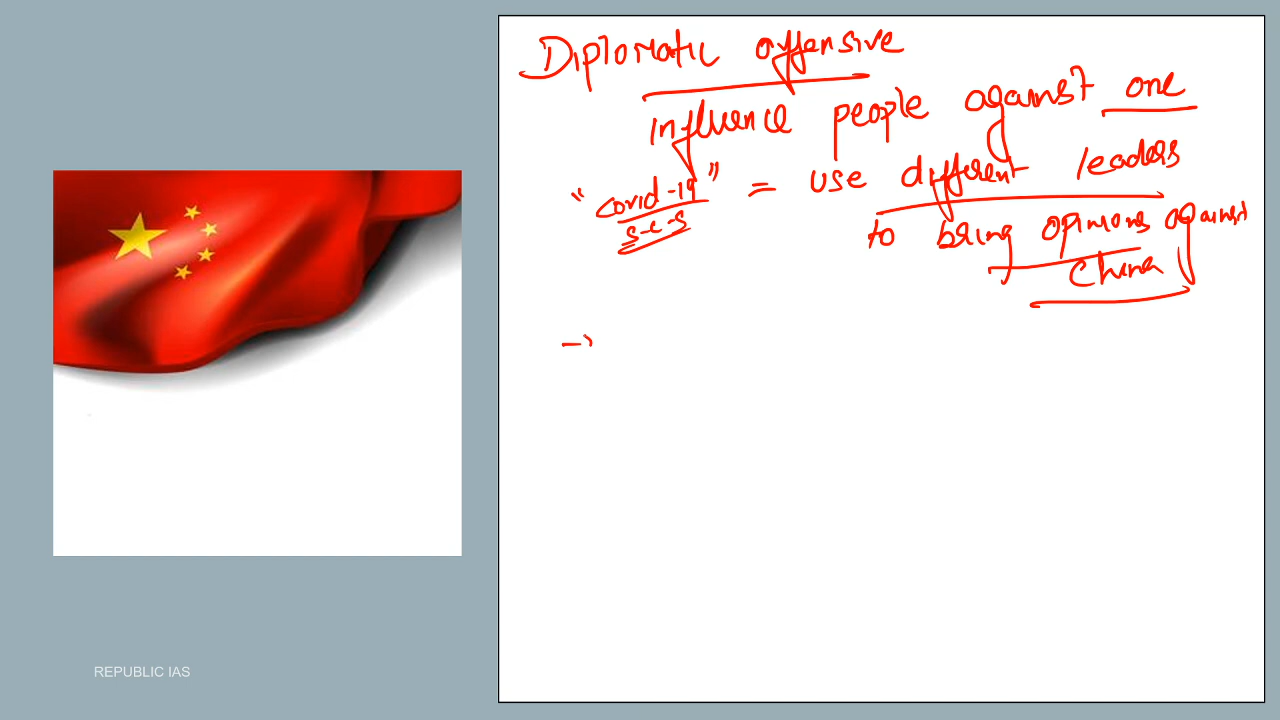 Diplomatic offensive
influence people against one
"covid-19" = use different leaders
S-C-S
to bring opinions against
China
→
REPUBLIC IAS